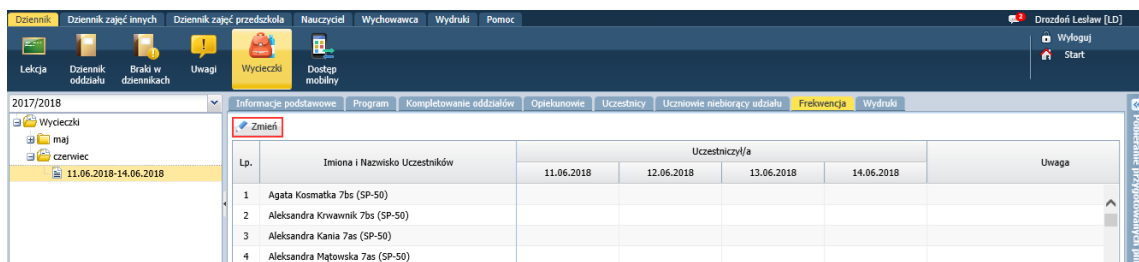 Dziennik Dziennik zajęć innych Dziennik zajęć przedszkola Nauczyciel Wychowawca Wydruki Pomoc 2 Drozdoń Lesław [LD]
Wyloguj
Start
Lekcja Dziennik oddziału Braki w dziennikach Uwagi Wycieczki Dostęp mobilny
2017/2018 Informacje podstawowe Program Kompletowanie oddziałów Opiekunowie Uczestnicy Uczniowie niebiorący udziału Frekwencja Wydruki
Wycieczki
Zmień
maj
czerwiec
11.06.2018-14.06.2018
Lp. Imiona i Nazwisko Uczestników Uczestniczył/a Uwaga
11.06.2018 12.06.2018 13.06.2018 14.06.2018
1 Agata Kosmatka 7bs (SP-50)
2 Aleksandra Krwawnik 7bs (SP-50)
3 Aleksandra Kania 7as (SP-50)
4 Aleksandra Mątowska 7as (SP-50)
Pobieranie przygotowanych